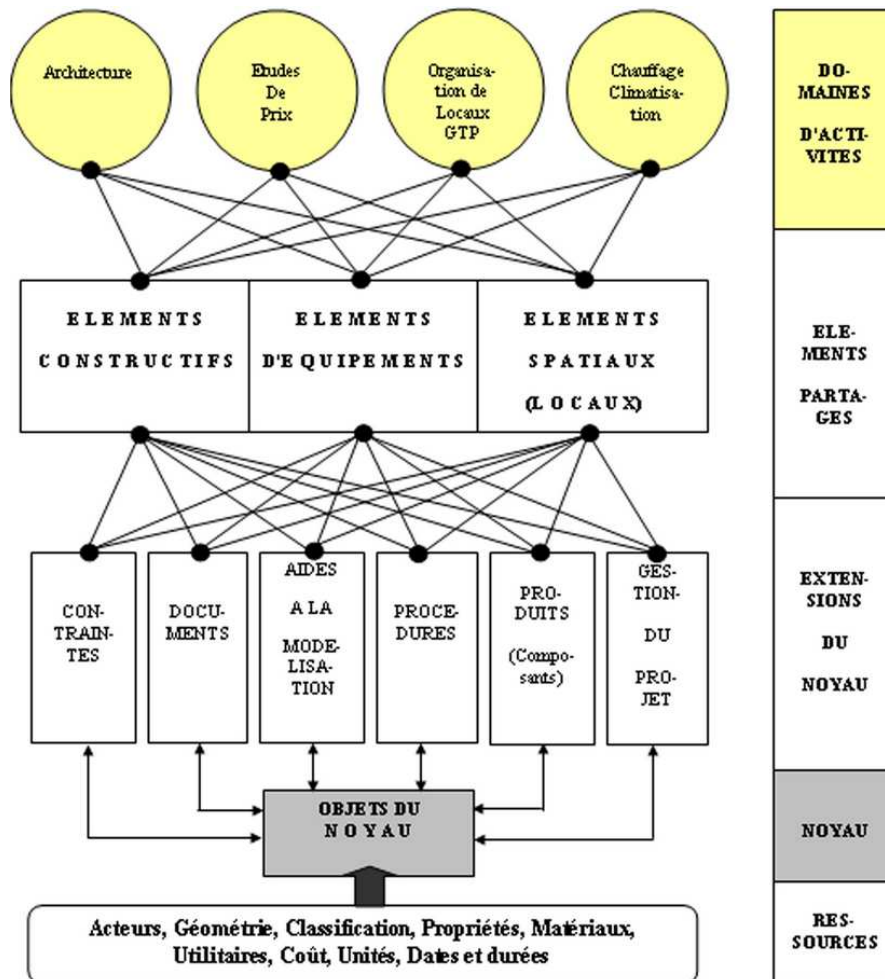 Architecture
Etudes
De
Prix
Organisa-
tion de
Locaux
GTP
Chauffage
Climatisa-
tion
DO-
MAINES
D'ACTI-
VITES
ELEMENTS
CONSTRUCTIFS
ELEMENTS
D'EQUIPEMENTS
ELEMENTS
SPATIAUX
(LOCAUX)
ELE-
MENTS
PARTA-
GES
CON-
TRAIN-
TES
DOCU-
MENTS
AIDES
A LA
MODE-
LISA-
TION
PROCE-
DURES
PRO-
DUITS
(Compo-
sants)
GES-
TION-
DU
PRO-
JET
EXTEN-
SIONS
DU
NOYAU
OBJETS DU
NOYAU
NOYAU
Acteurs, Géométrie, Classification, Propriétés, Matériaux,
Utilitaires, Coût, Unités, Dates et durées
RES-
SOURCES